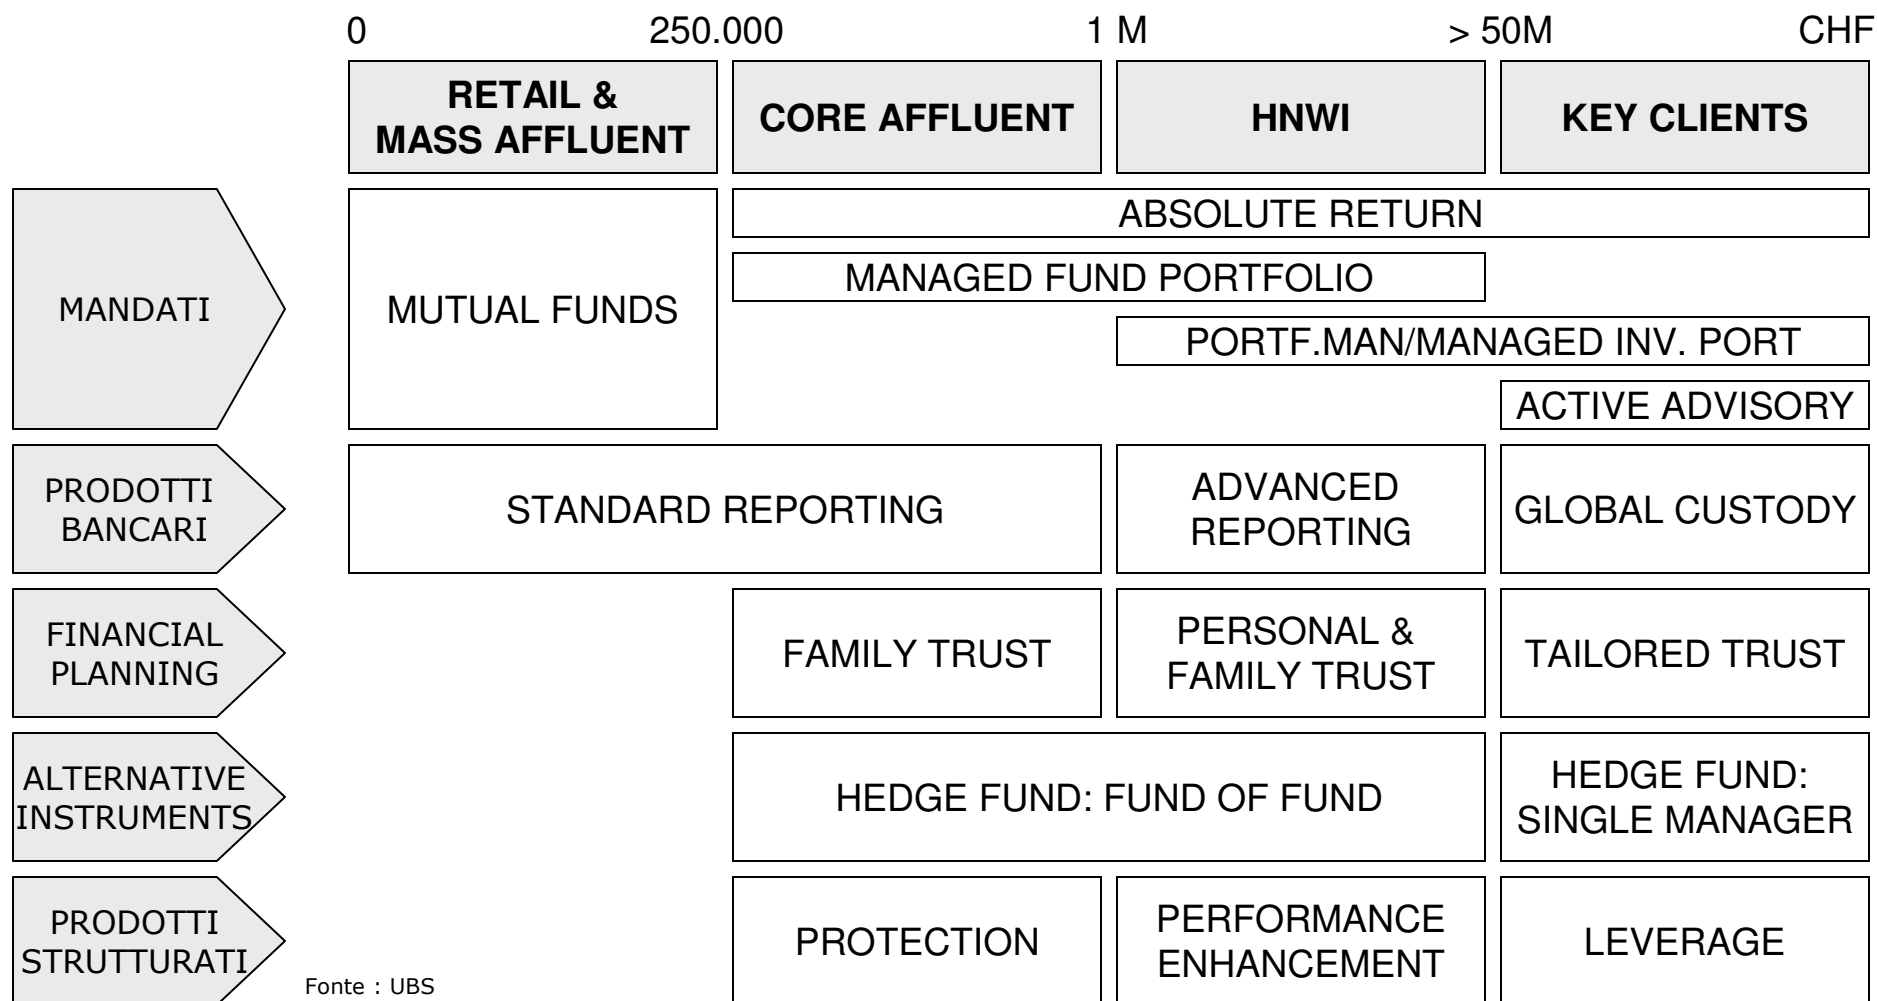 0 250.000 1 M > 50M CHF
RETAIL &
MASS AFFLUENT
CORE AFFLUENT
HNWI
KEY CLIENTS
MANDATI
MUTUAL FUNDS
ABSOLUTE RETURN
MANAGED FUND PORTFOLIO
PORTF.MAN/MANAGED INV. PORT
ACTIVE ADVISORY
PRODOTTI
BANCARI
STANDARD REPORTING
ADVANCED
REPORTING
GLOBAL CUSTODY
FINANCIAL
PLANNING
FAMILY TRUST
PERSONAL &
FAMILY TRUST
TAILORED TRUST
ALTERNATIVE
INSTRUMENTS
HEDGE FUND: FUND OF FUND
HEDGE FUND:
SINGLE MANAGER
PRODOTTI
STRUTTURATI
PROTECTION
PERFORMANCE
ENHANCEMENT
LEVERAGE
Fonte : UBS